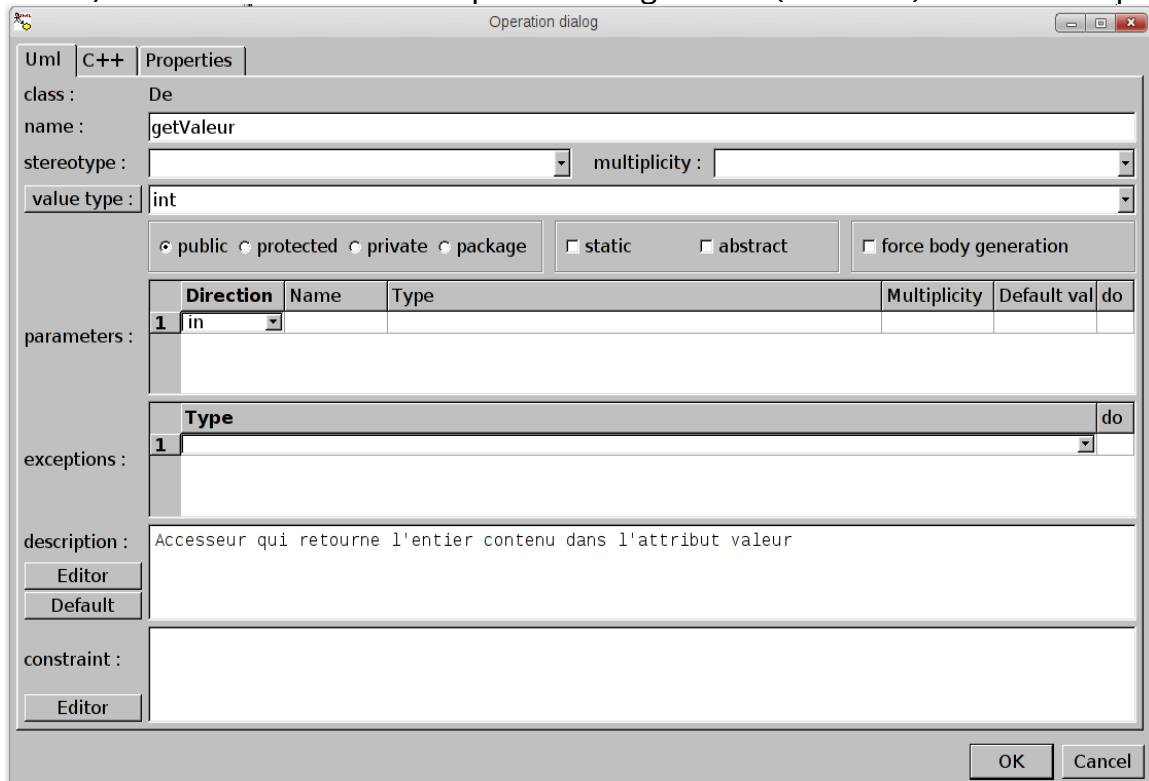 Operation dialog
Uml C++ Properties
class : De
name : getValeur
stereotype : multiplicity :
value type : int
public protected private package static abstract force body generation
Direction Name Type Multiplicity Default val do
1 in
parameters :
Type do
1
exceptions :
description : Accesseur qui retourne l'entier contenu dans l'attribut valeur
Editor
Default
constraint :
Editor
OK Cancel